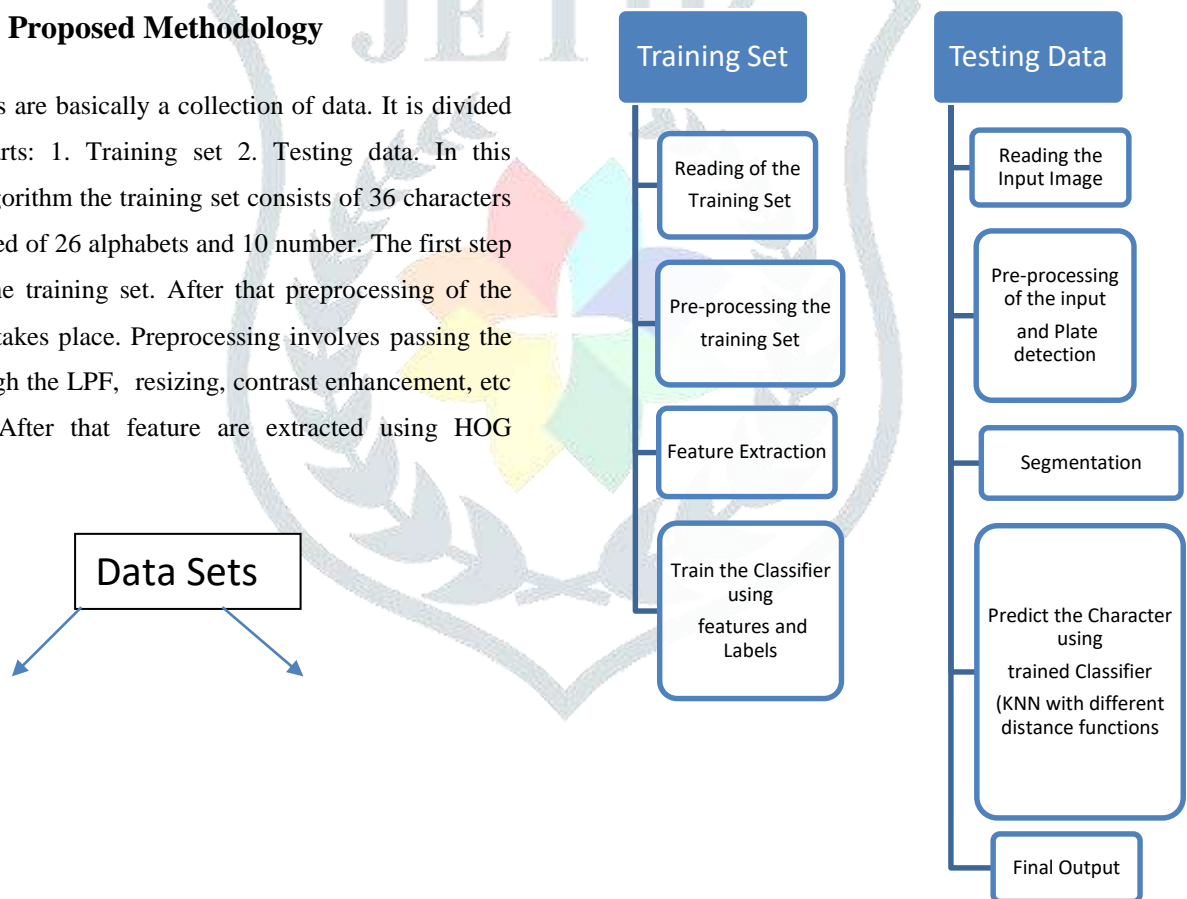 Proposed Methodology
s are basically a collection of data. It is divided
arts: 1. Training set 2. Testing data. In this
gorithm the training set consists of 36 characters
ed of 26 alphabets and 10 number. The first step
he training set. After that preprocessing of the
takes place. Preprocessing involves passing the
gh the LPF, resizing, contrast enhancement, etc
After that feature are extracted using HOG
Data Sets
Training Set
Reading of the
Training Set
Pre-processing the
training Set
Feature Extraction
Train the Classifier
using
features and
Labels
Testing Data
Reading the
Input Image
Pre-processing
of the input
and Plate
detection
Segmentation
Predict the Character
using
trained Classifier
(KNN with different
distance functions
Final Output